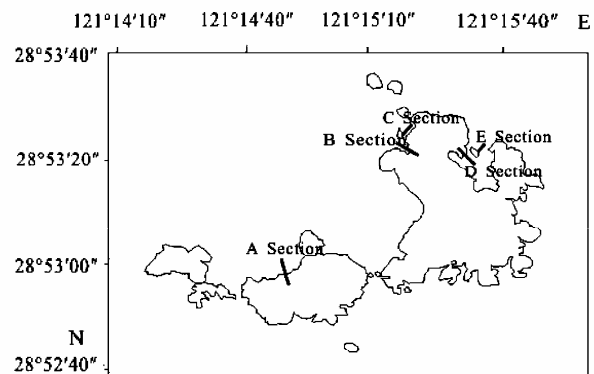 121°14′10″ 121°14′40″ 121°15′10″ 121°15′40″ E
28°53′40″
C Section
B Section
E Section
28°53′20″
D Section
A Section
28°53′00″
N
28°52′40″